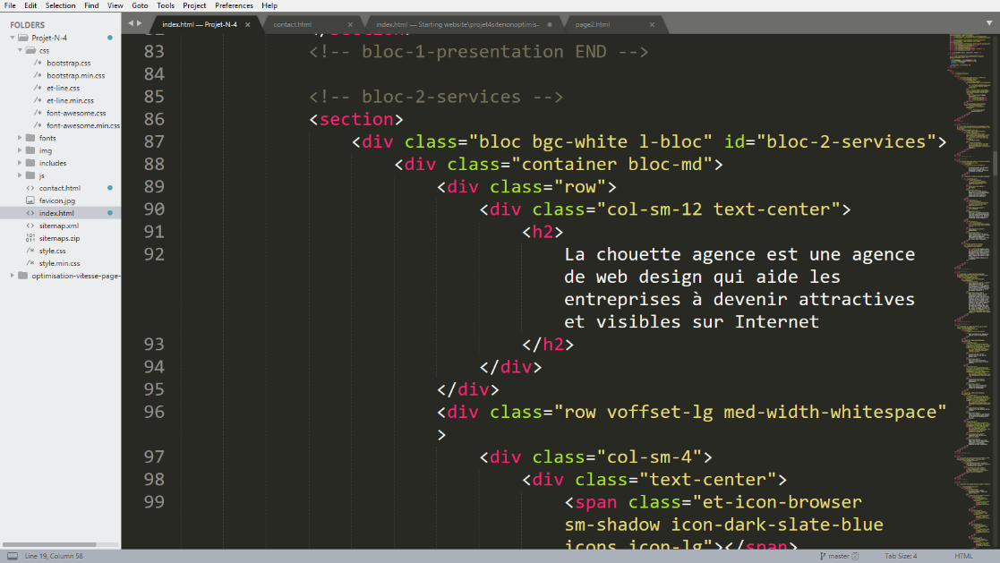 File Edit Selection Find View Goto Tools Project Preferences Help
FOLDERS
Projet-N-4
css
/* bootstrap.css
/* bootstrap.min.css
/* et-line.css
/* et-line.min.css
/* font-awesome.css
/* font-awesome.min.css
fonts
img
includes
js
<> contact.html
favicon.jpg
<> index.html
<> sitemap.xml
sitemaps.zip
/* style.css
/* style.min.css
optimisation-vitesse-page-
index.html — Projet-N-4
contact.html
index.html — Starting website\projet4sitenonoptimis-
page2.html
83 <!-- bloc-1-presentation END -->
84
85 <!-- bloc-2-services -->
86 <section>
87 <div class="bloc bgc-white l-bloc" id="bloc-2-services">
88 <div class="container bloc-md">
89 <div class="row">
90 <div class="col-sm-12 text-center">
91 <h2>
92 La chouette agence est une agence
de web design qui aide les
entreprises à devenir attractives
et visibles sur Internet
93 </h2>
94 </div>
95 </div>
96 <div class="row voffset-lg med-width-whitespace"
>
97 <div class="col-sm-4">
98 <div class="text-center">
99 <span class="et-icon-browser
sm-shadow icon-dark-slate-blue
icons icon-lg"></span>
Line 19, Column 58
master
Tab Size: 4
HTML